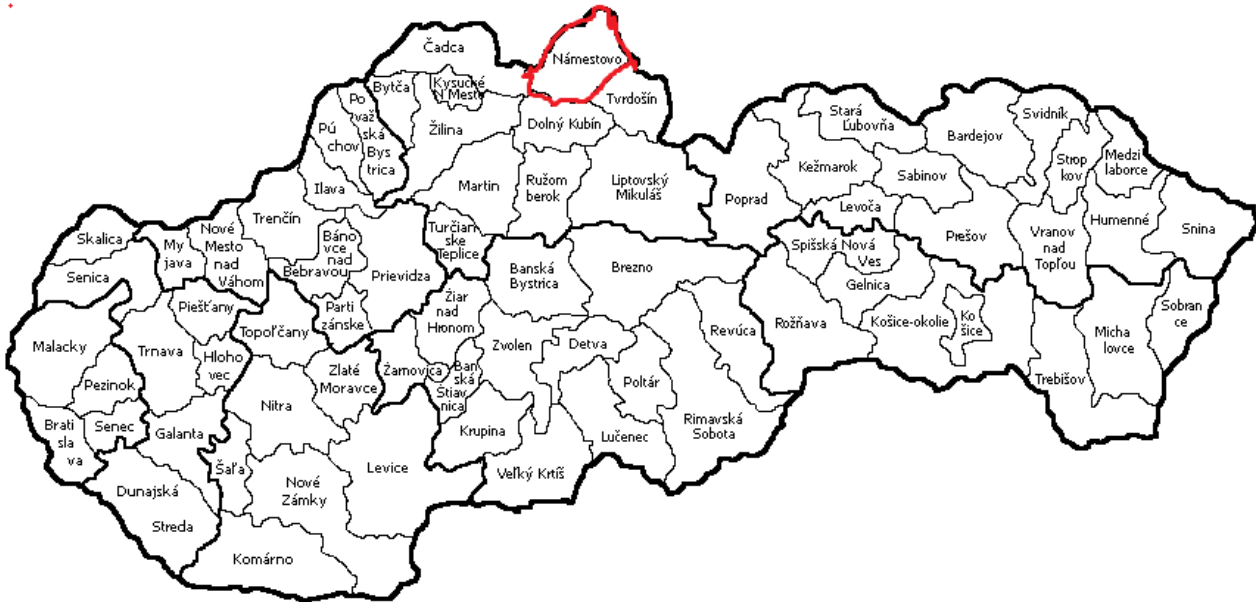 Čadca
Námestovo
Bytča
Kysucké
N Mesto
Tvrdošín
Po
važ
ská
Bys
trica
Pú
chov
Žilina
Dolný Kubín
Stará
Ľubovňa
Svidník
Bardejov
Strop
kov
Medzi
laborce
Ilava
Martin
Ružom
berok
Liptovský
Mikuláš
Kežmarok
Sabinov
Poprad
Levoča
Trenčín
Turčian
ske
Teplice
Prešov
Humenné
Snina
Vranov
nad
Topľou
Skalica
My
java
Nové
Mesto
nad
Váhom
Báno
vce nad
Bebravou
Prievidza
Spišská Nová
Ves
Senica
Banská
Bystrica
Brezno
Gelnica
Piešťany
Parti
zánske
Žiar
nad
Hronom
Sobran
ce
Topoľčany
Rožňava
Košice-okolie
Ko
šice
Micha
lovce
Malacky
Trnava
Hloho
vec
Zlaté
Moravce
Žarnovica
Ban
ská
Štiav
nica
Zvolen
Detva
Revúca
Pezinok
Poltár
Trebišov
Nitra
Brati
sla
va
Senec
Galanta
Krupina
Lučenec
Rimavská
Sobota
Šaľa
Levice
Veľký Krtíš
Dunajská
Streda
Nové
Zámky
Komárno